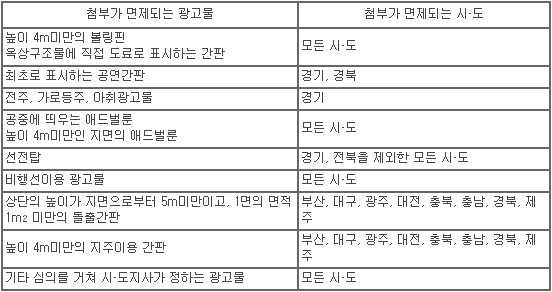 첨부가 면제되는 광고물 첨부가 면제되는 시·도
높이 4m미만의 볼링핀
옥상구조물에 직접 도료로 표시하는 간판
모든 시·도
최초로 표시하는 공연간판 경기, 경북
전주, 가로등주, 아취광고물 경기
공중에 띄우는 애드벌룬
높이 4m미만인 지면의 애드벌룬
모든 시·도
선전탑 경기, 전북을 제외한 모든 시·도
비행선이용 광고물 모든 시·도
상단의 높이가 지면으로부터 5m미만이고, 1면의 면적
1m2 미만의 돌출간판
부산, 대구, 광주, 대전, 충북, 충남, 경북, 제
주
높이 4m미만의 지주이용 간판
부산, 대구, 광주, 대전, 충북, 충남, 경북, 제
주
기타 심의를 거쳐 시·도지사가 정하는 광고물 모든 시·도